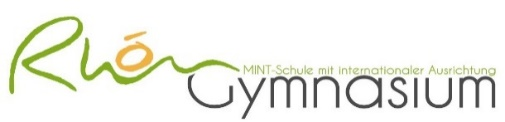 Rhön
MINT-Schule mit internationaler Ausrichtung
Gymnasium